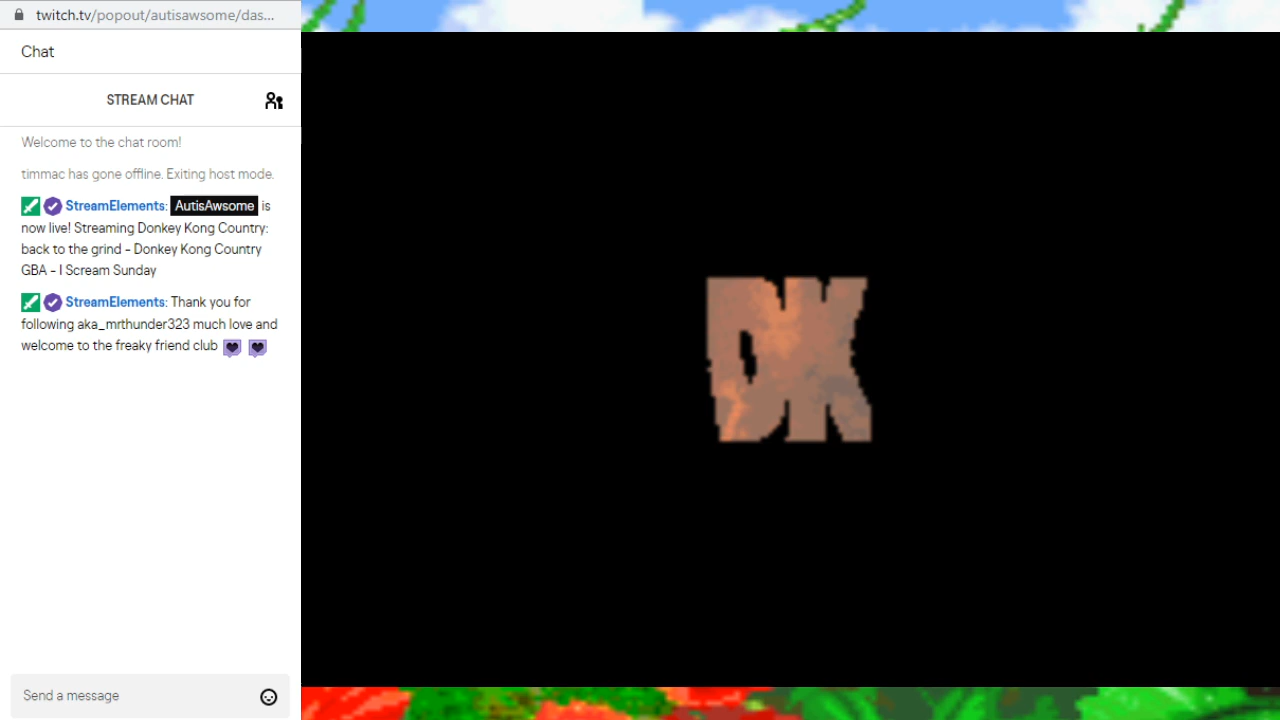 twitch.tv/popout/autisawsome/das...
Chat
STREAM CHAT
Welcome to the chat room!
timmac has gone offline. Exiting host mode.
StreamElements: AutisAwsome is
now live! Streaming Donkey Kong Country:
back to the grind - Donkey Kong Country
GBA - I Scream Sunday
StreamElements: Thank you for
following aka_mrthunder323 much love and
welcome to the freaky friend club
Send a message
DK